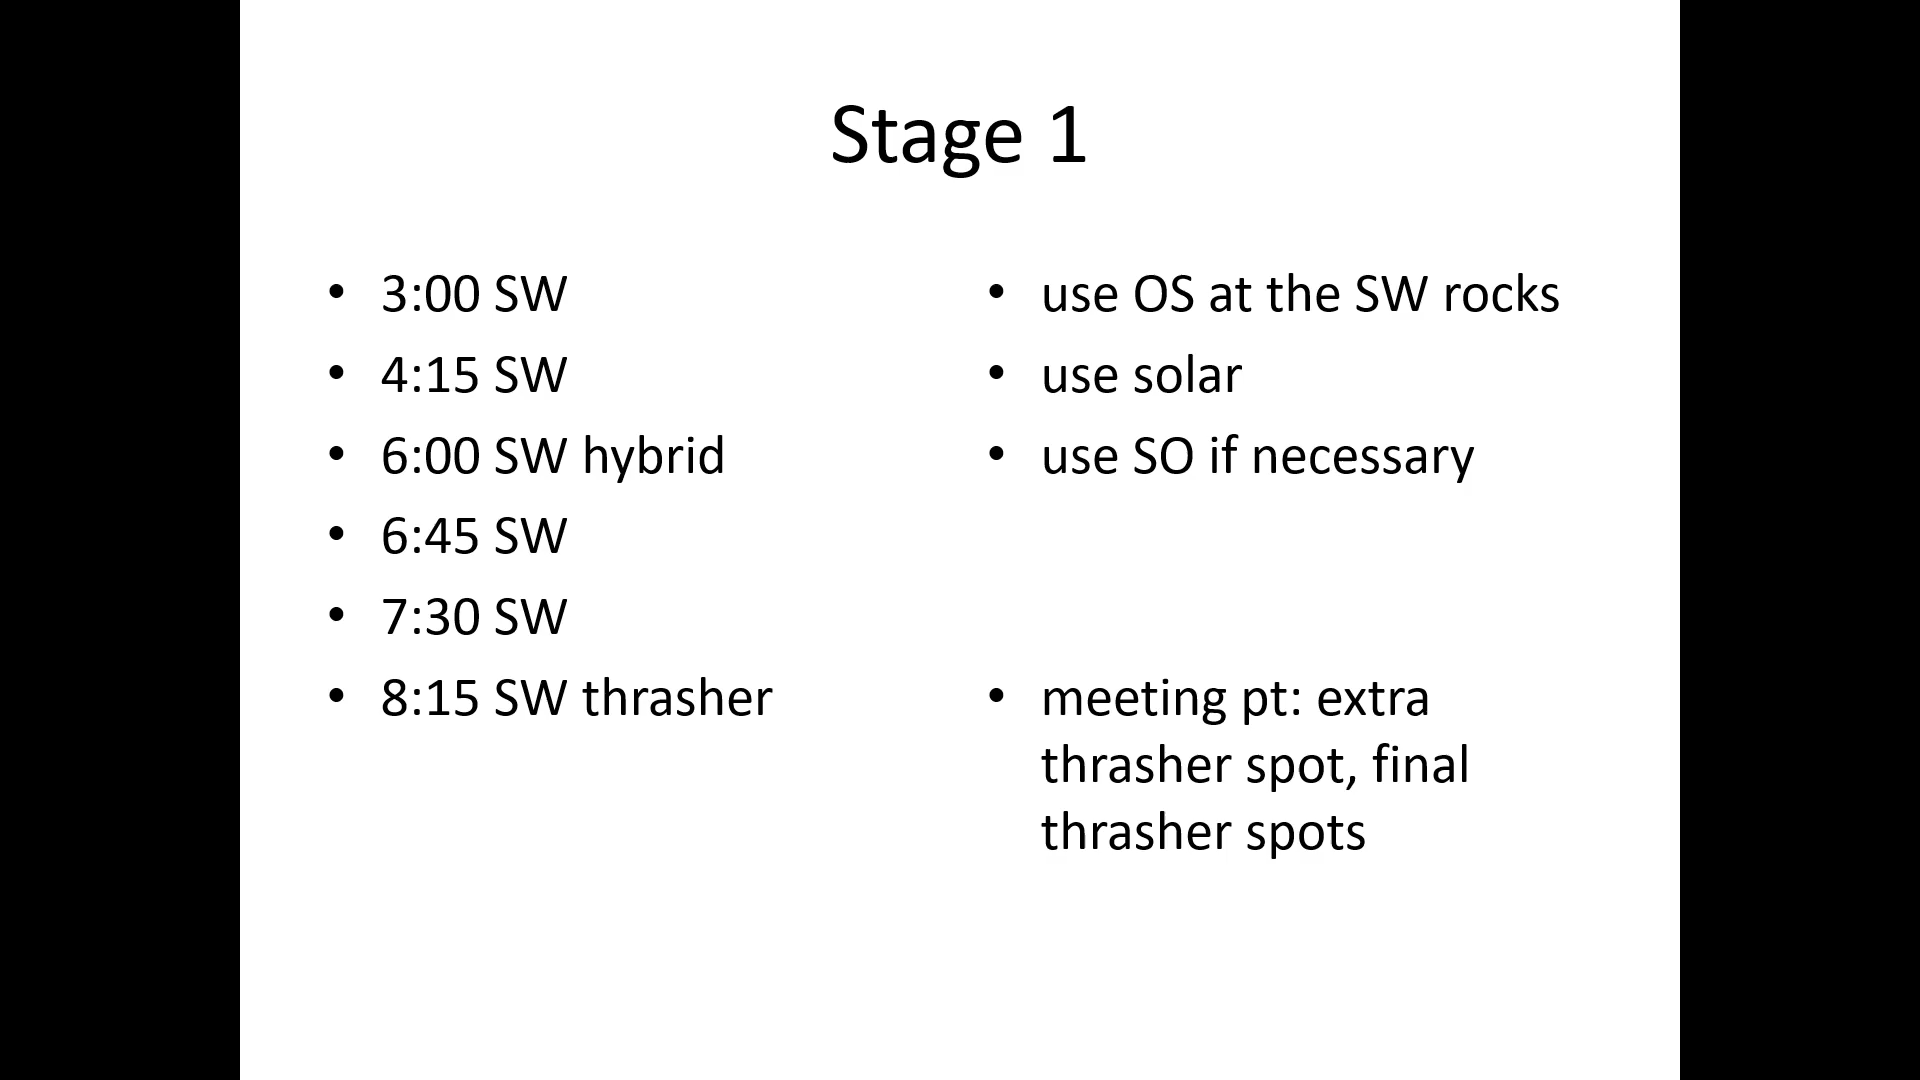 Stage 1
• 3:00 SW
• 4:15 SW
• 6:00 SW hybrid
• 6:45 SW
• 7:30 SW
• 8:15 SW thrasher
• use OS at the SW rocks
• use solar
• use SO if necessary
• meeting pt: extra
thrasher spot, final
thrasher spots